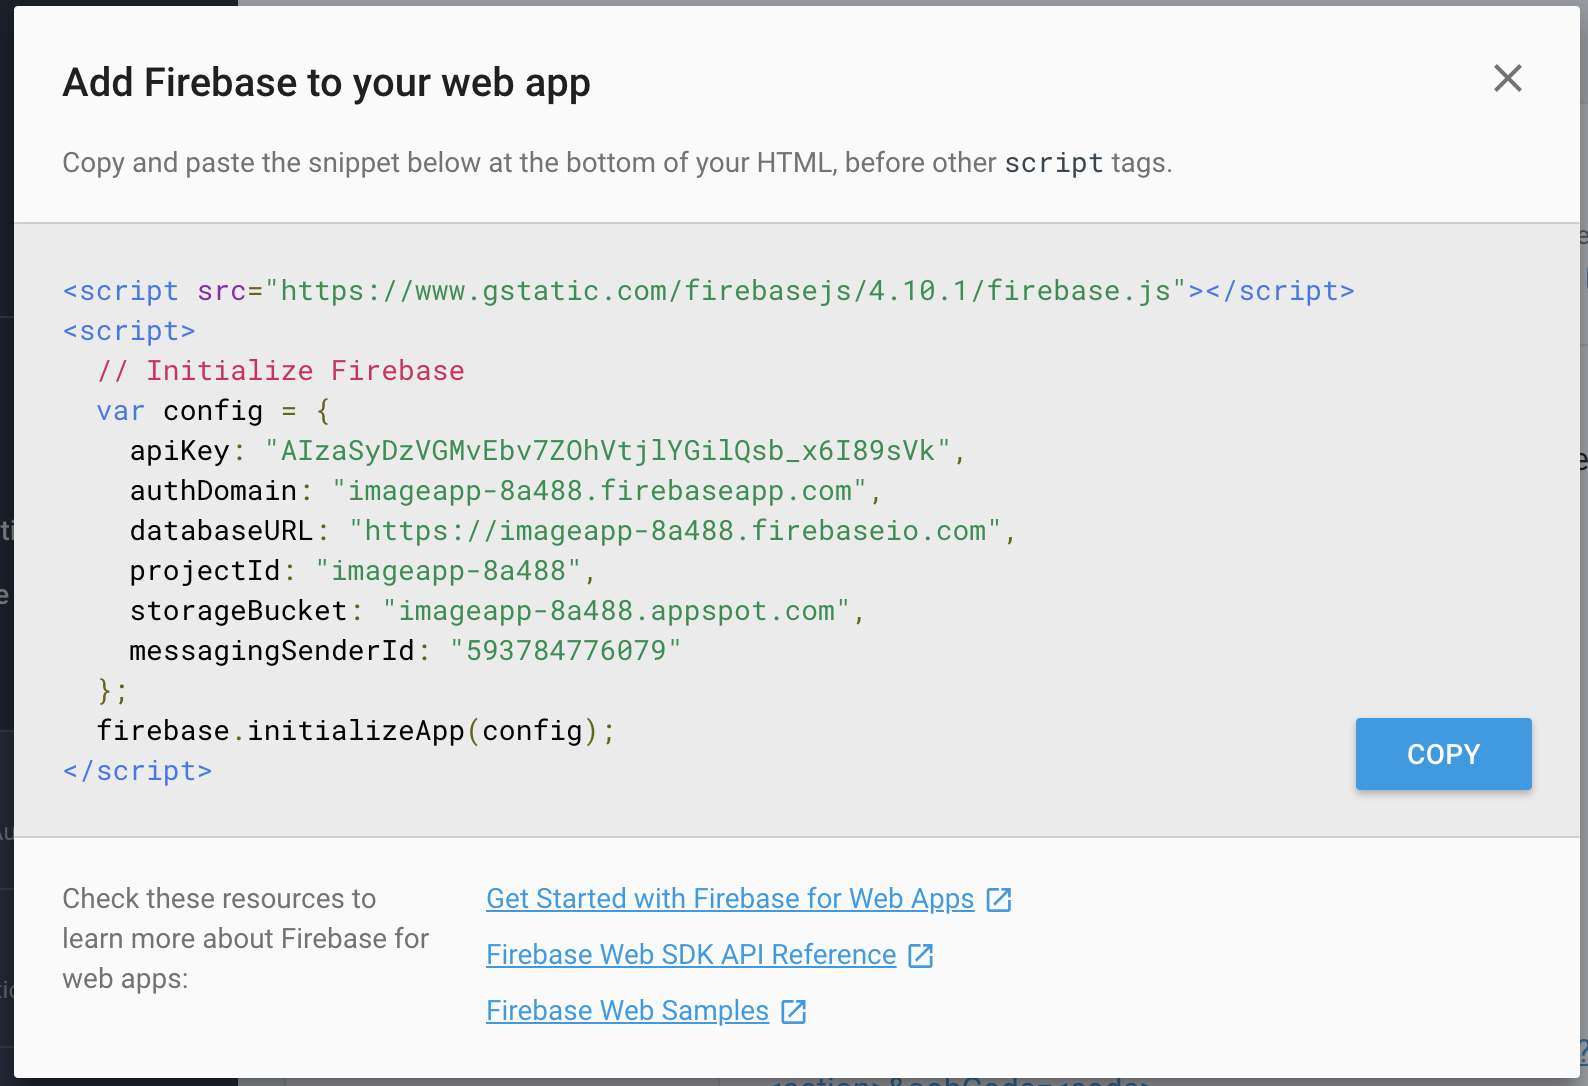 Add Firebase to your web app
Copy and paste the snippet below at the bottom of your HTML, before other script tags.
<script src="https://www.gstatic.com/firebasejs/4.10.1/firebase.js"></script>
<script>
  // Initialize Firebase
  var config = {
    apiKey: "AIzaSyDzVGMvEbv7ZOhVtjlYGilQsb_x6I89sVk",
    authDomain: "imageapp-8a488.firebaseapp.com",
    databaseURL: "https://imageapp-8a488.firebaseio.com",
    projectId: "imageapp-8a488",
    storageBucket: "imageapp-8a488.appspot.com",
    messagingSenderId: "593784776079"
  };
  firebase.initializeApp(config);
</script>
COPY
Check these resources to
learn more about Firebase for
web apps:
Get Started with Firebase for Web Apps
Firebase Web SDK API Reference
Firebase Web Samples